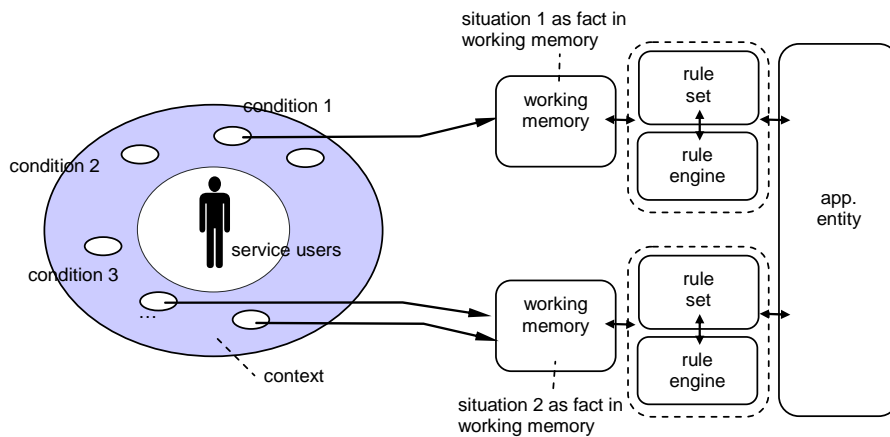 situation 1 as fact in
working memory
condition 1
condition 2
condition 3
...
service users
context
working
memory
rule
set
rule
engine
app.
entity
working
memory
rule
set
rule
engine
situation 2 as fact in
working memory